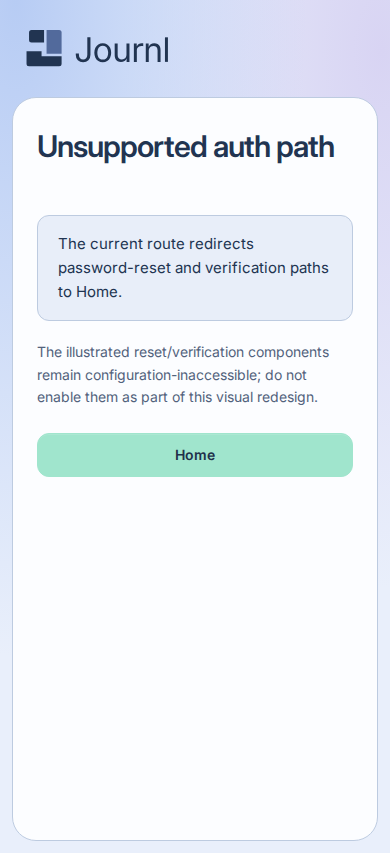 Journl
Unsupported auth path
The current route redirects
password-reset and verification paths
to Home.
The illustrated reset/verification components
remain configuration-inaccessible; do not
enable them as part of this visual redesign.
Home